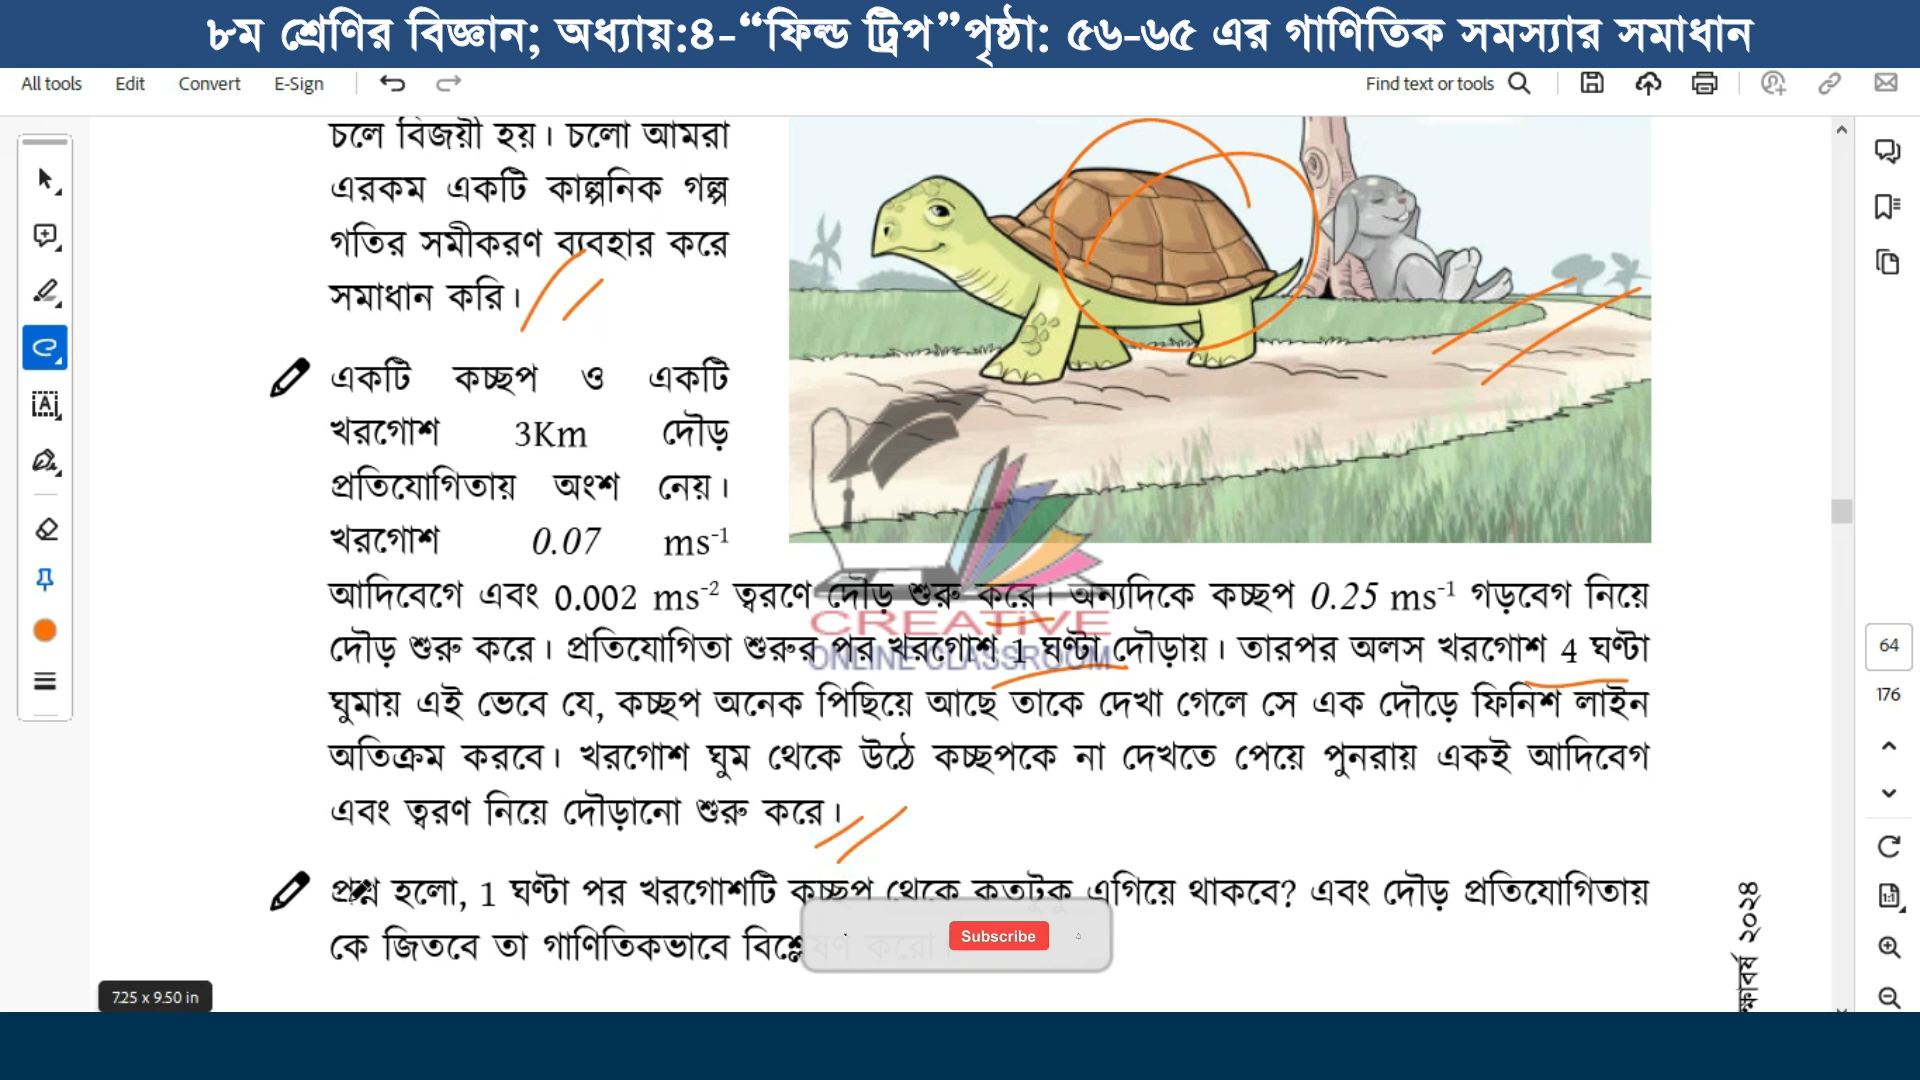 ৮ম শ্রেণির বিজ্ঞান; অধ্যায়:৪-“ফিল্ড ট্রিপ”পৃষ্ঠা: ৫৬-৬৫ এর গাণিতিক সমস্যার সমাধান
All tools Edit Convert E-Sign Find text or tools
চলে বিজয়ী হয়। চলো আমরা
এরকম একটি কাল্পনিক গল্প
গতির সমীকরণ ব্যবহার করে
সমাধান করি।
একটি কচ্ছপ ও একটি
খরগোশ 3Km দৌড়
প্রতিযোগিতায় অংশ নেয়।
খরগোশ 0.07 ms⁻¹
আদিবেগে এবং 0.002 ms⁻² ত্বরণে দৌড় শুরু করে। অন্যদিকে কচ্ছপ 0.25 ms⁻¹ গড়বেগ নিয়ে
দৌড় শুরু করে। প্রতিযোগিতা শুরুর পর খরগোশ 1 ঘণ্টা দৌড়ায়। তারপর অলস খরগোশ 4 ঘণ্টা
ঘুমায় এই ভেবে যে, কচ্ছপ অনেক পিছিয়ে আছে তাকে দেখা গেলে সে এক দৌড়ে ফিনিশ লাইন
অতিক্রম করবে। খরগোশ ঘুম থেকে উঠে কচ্ছপকে না দেখতে পেয়ে পুনরায় একই আদিবেগ
এবং ত্বরণ নিয়ে দৌড়ানো শুরু করে।
প্রশ্ন হলো, 1 ঘণ্টা পর খরগোশটি কচ্ছপ থেকে কতটুকু এগিয়ে থাকবে? এবং দৌড় প্রতিযোগিতায়
কে জিতবে তা গাণিতিকভাবে বিশ্লেষণ করো
CREATIVE
ONLINE CLASSROOM
Subscribe
64
176
7.25 x 9.50 in
২০২৪